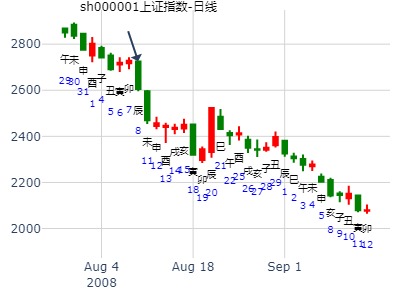 sh000001上证指数-日线
2800
2600
2400
2200
2000
午 未 申 酉 子 丑 寅 卯 辰 未 申 酉 戌 亥 寅 卯 辰 巳 午 酉 戌 亥 子 丑 辰 巳 午 未 申 亥 子 丑 寅 卯
29 30 31 1 4 5 6 7 8 11 12 13 14 15 18 19 20 21 22 25 26 27 28 29 1 2 3 4 5 8 9 10 11 12
Aug 4 Aug 18 Sep 1
2008